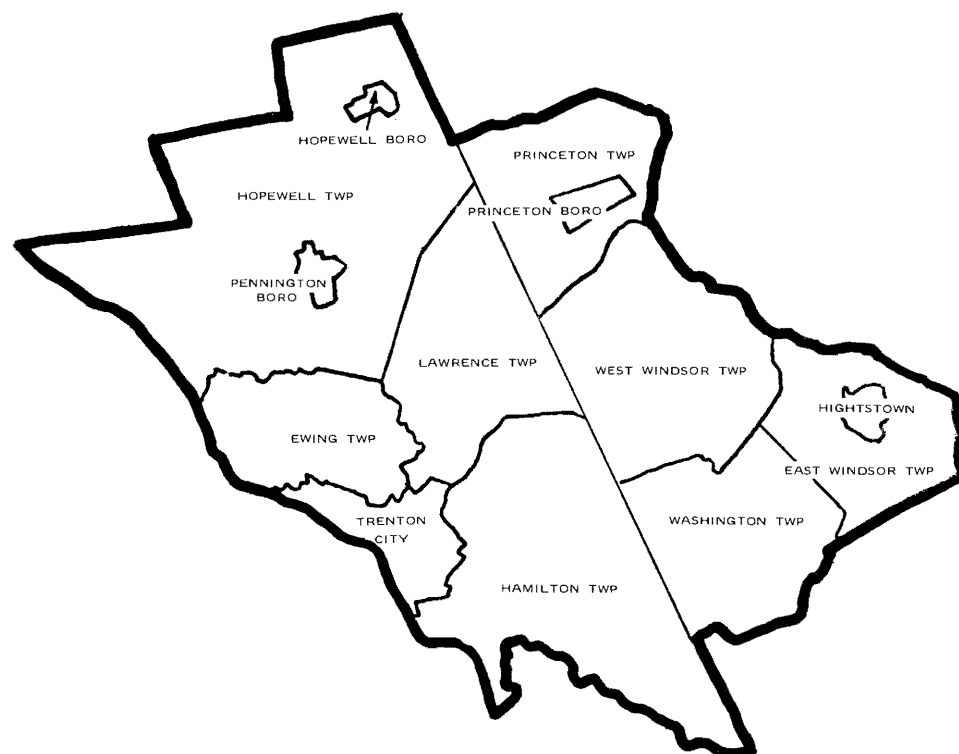 HOPEWELL BORO
PRINCETON TWP
HOPEWELL TWP
PRINCETON BORO
PENNINGTON
BORO
LAWRENCE TWP
WEST WINDSOR TWP
HIGHTSTOWN
EWING TWP
EAST WINDSOR TWP
TRENTON
CITY
WASHINGTON TWP
HAMILTON TWP